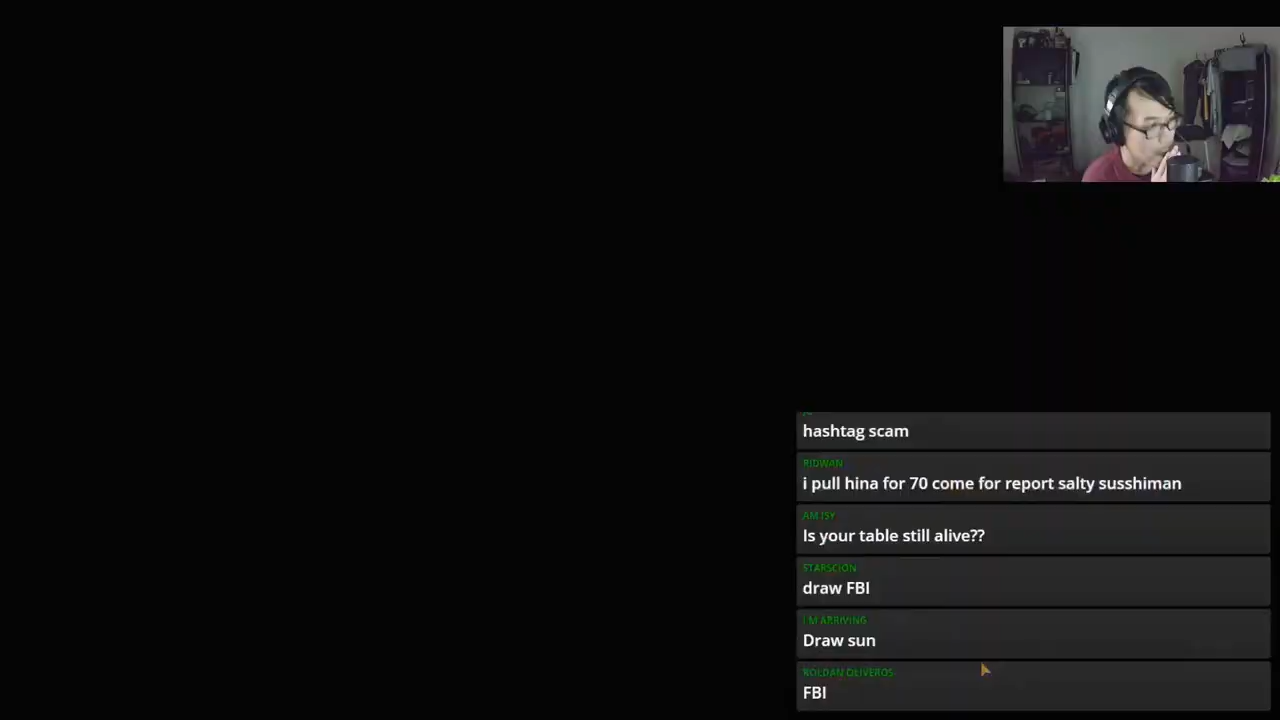 hashtag scam
RIDWAN
i pull hina for 70 come for report salty susshiman
AM ISY
Is your table still alive??
STARSCION
draw FBI
I'M ARRIVING
Draw sun
ROLDAN OLIVEROS
FBI